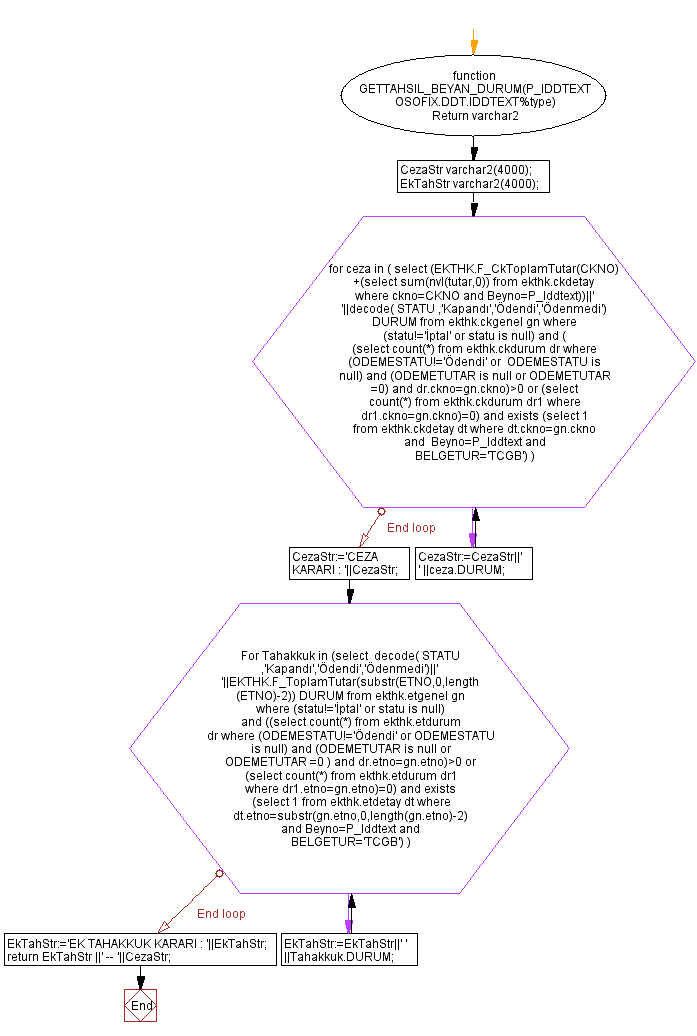 function
GETTAHSIL_BEYAN_DURUM(P_IDDTEXT
OSOFIX.DDT.IDDTEXT%type)
Return varchar2
CezaStr varchar2(4000);
EkTahStr varchar2(4000);
for ceza in ( select (EKTHK.F_CkToplamTutar(CKNO)
+(select sum(nvl(tutar,0)) from ekthk.ckdetay
where ckno=CKNO and Beyno=P_Iddtext))||'
'||decode( STATU ,'Kapandı','Ödendi','Ödenmedi')
DURUM from ekthk.ckgenel gn where
(statu!='İptal' or statu is null) and (
(select count(*) from ekthk.ckdurum dr where
(ODEMESTATU!='Ödendi' or  ODEMESTATU is
null) and (ODEMETUTAR is null or ODEMETUTAR
=0) and dr.ckno=gn.ckno)>0 or (select
count(*) from ekthk.ckdurum dr1 where
dr1.ckno=gn.ckno)=0) and exists (select 1
from ekthk.ckdetay dt where dt.ckno=gn.ckno
and  Beyno=P_Iddtext and
BELGETUR='TCGB') )
End loop
CezaStr:='CEZA
KARARI : '||CezaStr;
CezaStr:=CezaStr||'
' ||ceza.DURUM;
For Tahakkuk in (select  decode( STATU
,'Kapandı','Ödendi','Ödenmedi')||'
'||EKTHK.F_ToplamTutar(substr(ETNO,0,length
(ETNO)-2)) DURUM from ekthk.etgenel gn
where (statu!='İptal' or statu is null)
and ((select count(*) from ekthk.etdurum
dr where (ODEMESTATU!='Ödendi' or ODEMESTATU
is null) and (ODEMETUTAR is null or
ODEMETUTAR =0 ) and dr.etno=gn.etno)>0 or
(select count(*) from ekthk.etdurum dr1
where dr1.etno=gn.etno)=0) and exists
(select 1 from ekthk.etdetay dt where
dt.etno=substr(gn.etno,0,length(gn.etno)-2)
and Beyno=P_Iddtext and
BELGETUR='TCGB') )
End loop
EkTahStr:='EK TAHAKKUK KARARI : '||EkTahStr;
return EkTahStr ||' -- '||CezaStr;
EkTahStr:=EkTahStr||' '
||Tahakkuk.DURUM;
End